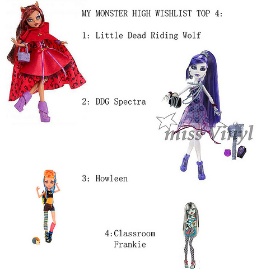 MY MONSTER HIGH WISHLIST TOP 4:
1: Little Dead Riding Wolf
2: DDG Spectra
miss Vinyl
3: Howleen
4:Classroom
Frankie